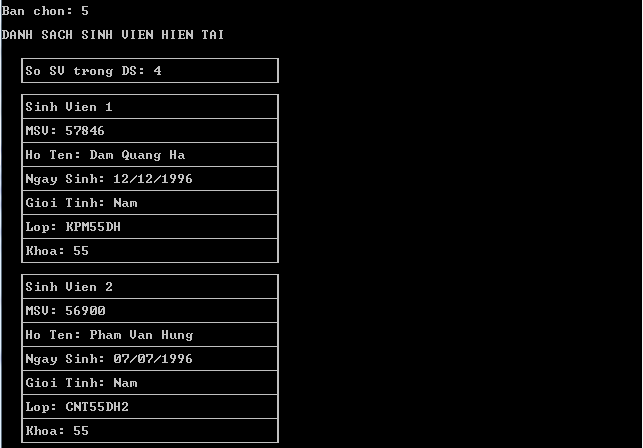 Ban chon: 5
DANH SACH SINH VIEN HIEN TAI
So SV trong DS: 4
Sinh Vien 1
MSV: 57846
Ho Ten: Dam Quang Ha
Ngay Sinh: 12/12/1996
Gioi Tinh: Nam
Lop: KPM55DH
Khoa: 55
Sinh Vien 2
MSV: 56900
Ho Ten: Pham Van Hung
Ngay Sinh: 07/07/1996
Gioi Tinh: Nam
Lop: CNT55DH2
Khoa: 55